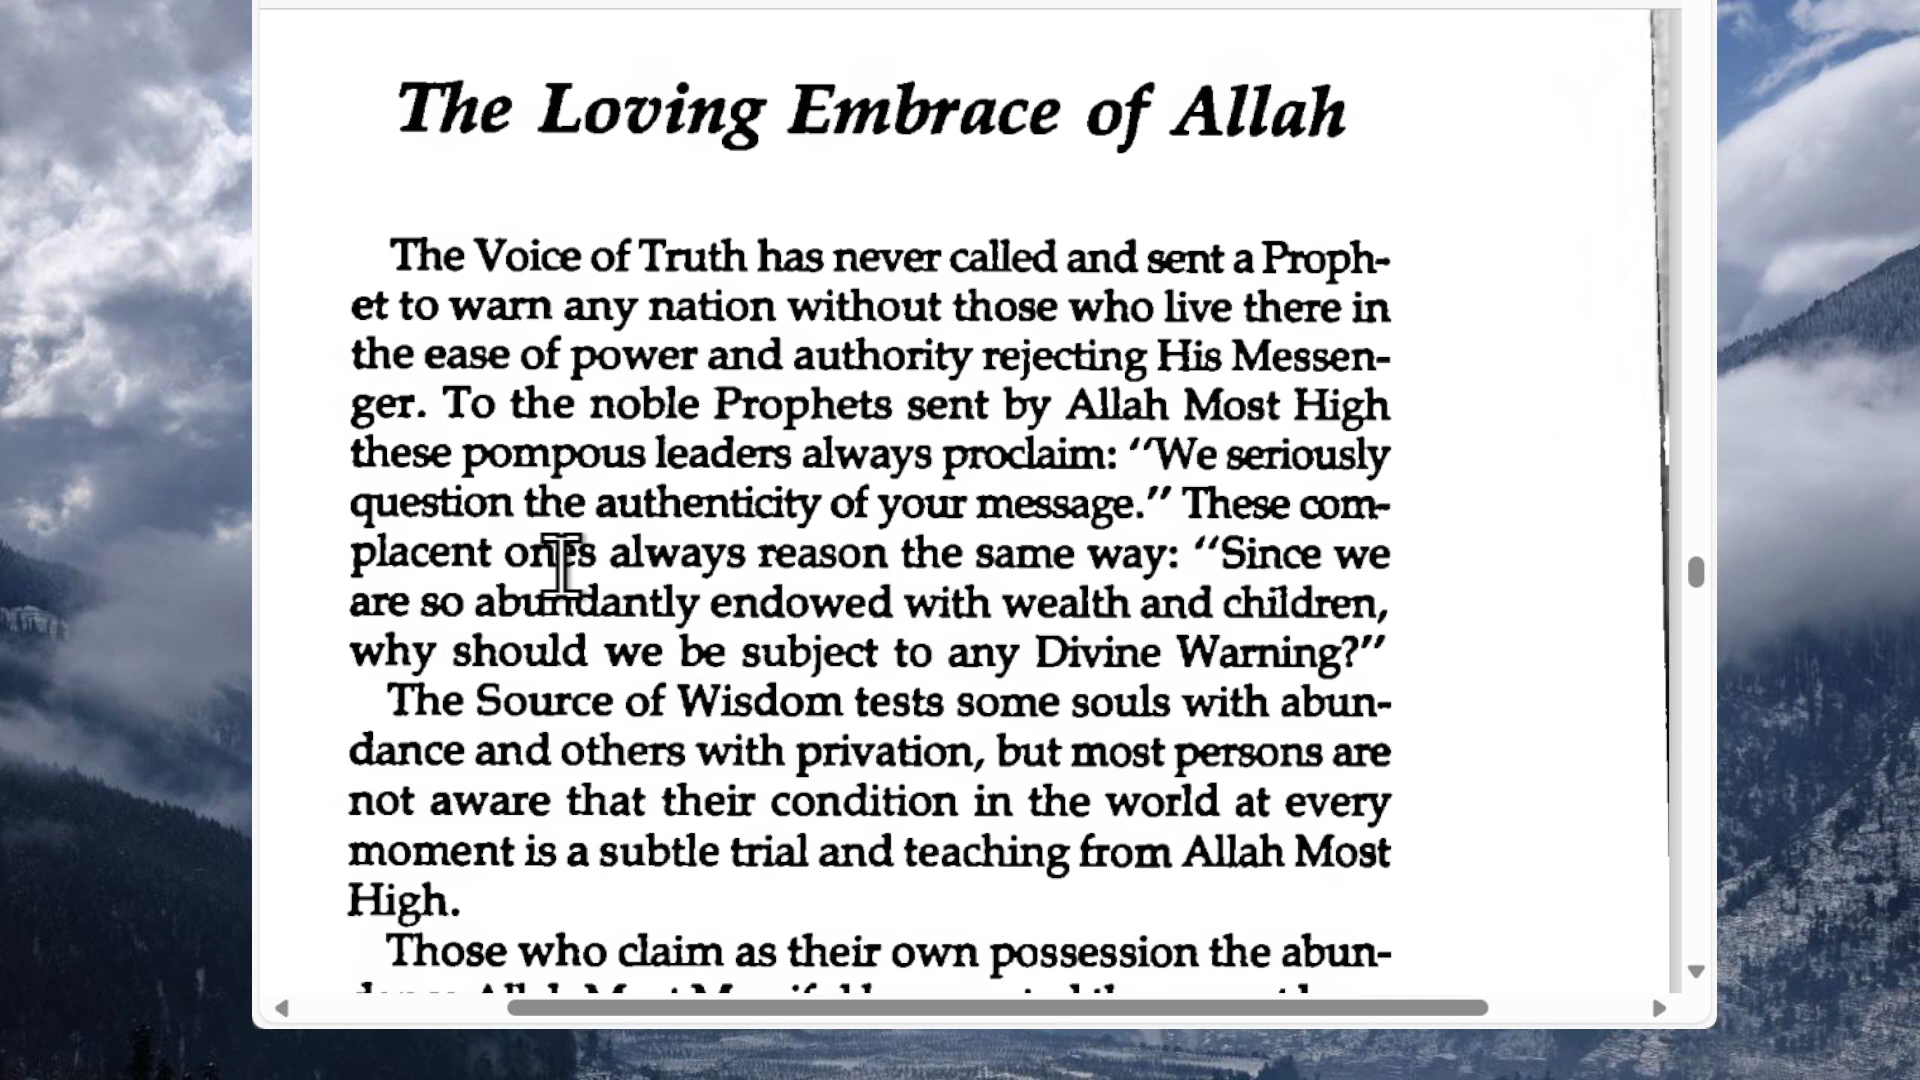 The Loving Embrace of Allah
The Voice of Truth has never called and sent a Proph-
et to warn any nation without those who live there in
the ease of power and authority rejecting His Messen-
ger. To the noble Prophets sent by Allah Most High
these pompous leaders always proclaim: "We seriously
question the authenticity of your message." These com-
placent ones always reason the same way: "Since we
are so abundantly endowed with wealth and children,
why should we be subject to any Divine Warning?"
The Source of Wisdom tests some souls with abun-
dance and others with privation, but most persons are
not aware that their condition in the world at every
moment is a subtle trial and teaching from Allah Most
High.
Those who claim as their own possession the abun-